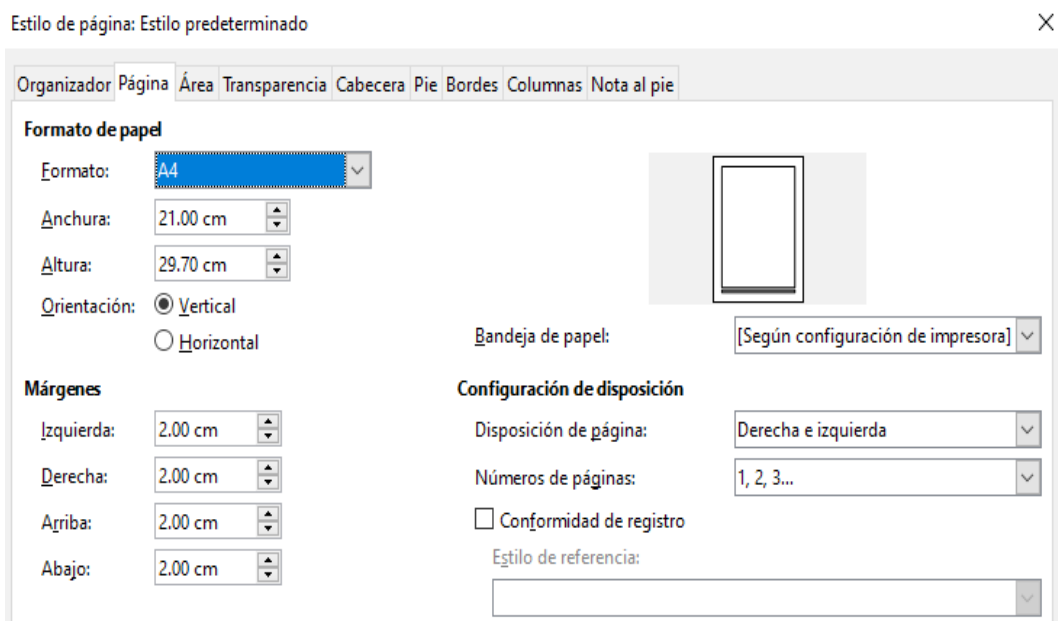 Estilo de página: Estilo predeterminado
Organizador Página Área Transparencia Cabecera Pie Bordes Columnas Nota al pie
Formato de papel
Formato: A4
Anchura: 21.00 cm
Altura: 29.70 cm
Orientación: Vertical
Horizontal
Bandeja de papel: [Según configuración de impresora]
Márgenes
Izquierda: 2.00 cm
Derecha: 2.00 cm
Arriba: 2.00 cm
Abajo: 2.00 cm
Configuración de disposición
Disposición de página: Derecha e izquierda
Números de páginas: 1, 2, 3...
Conformidad de registro
Estilo de referencia: